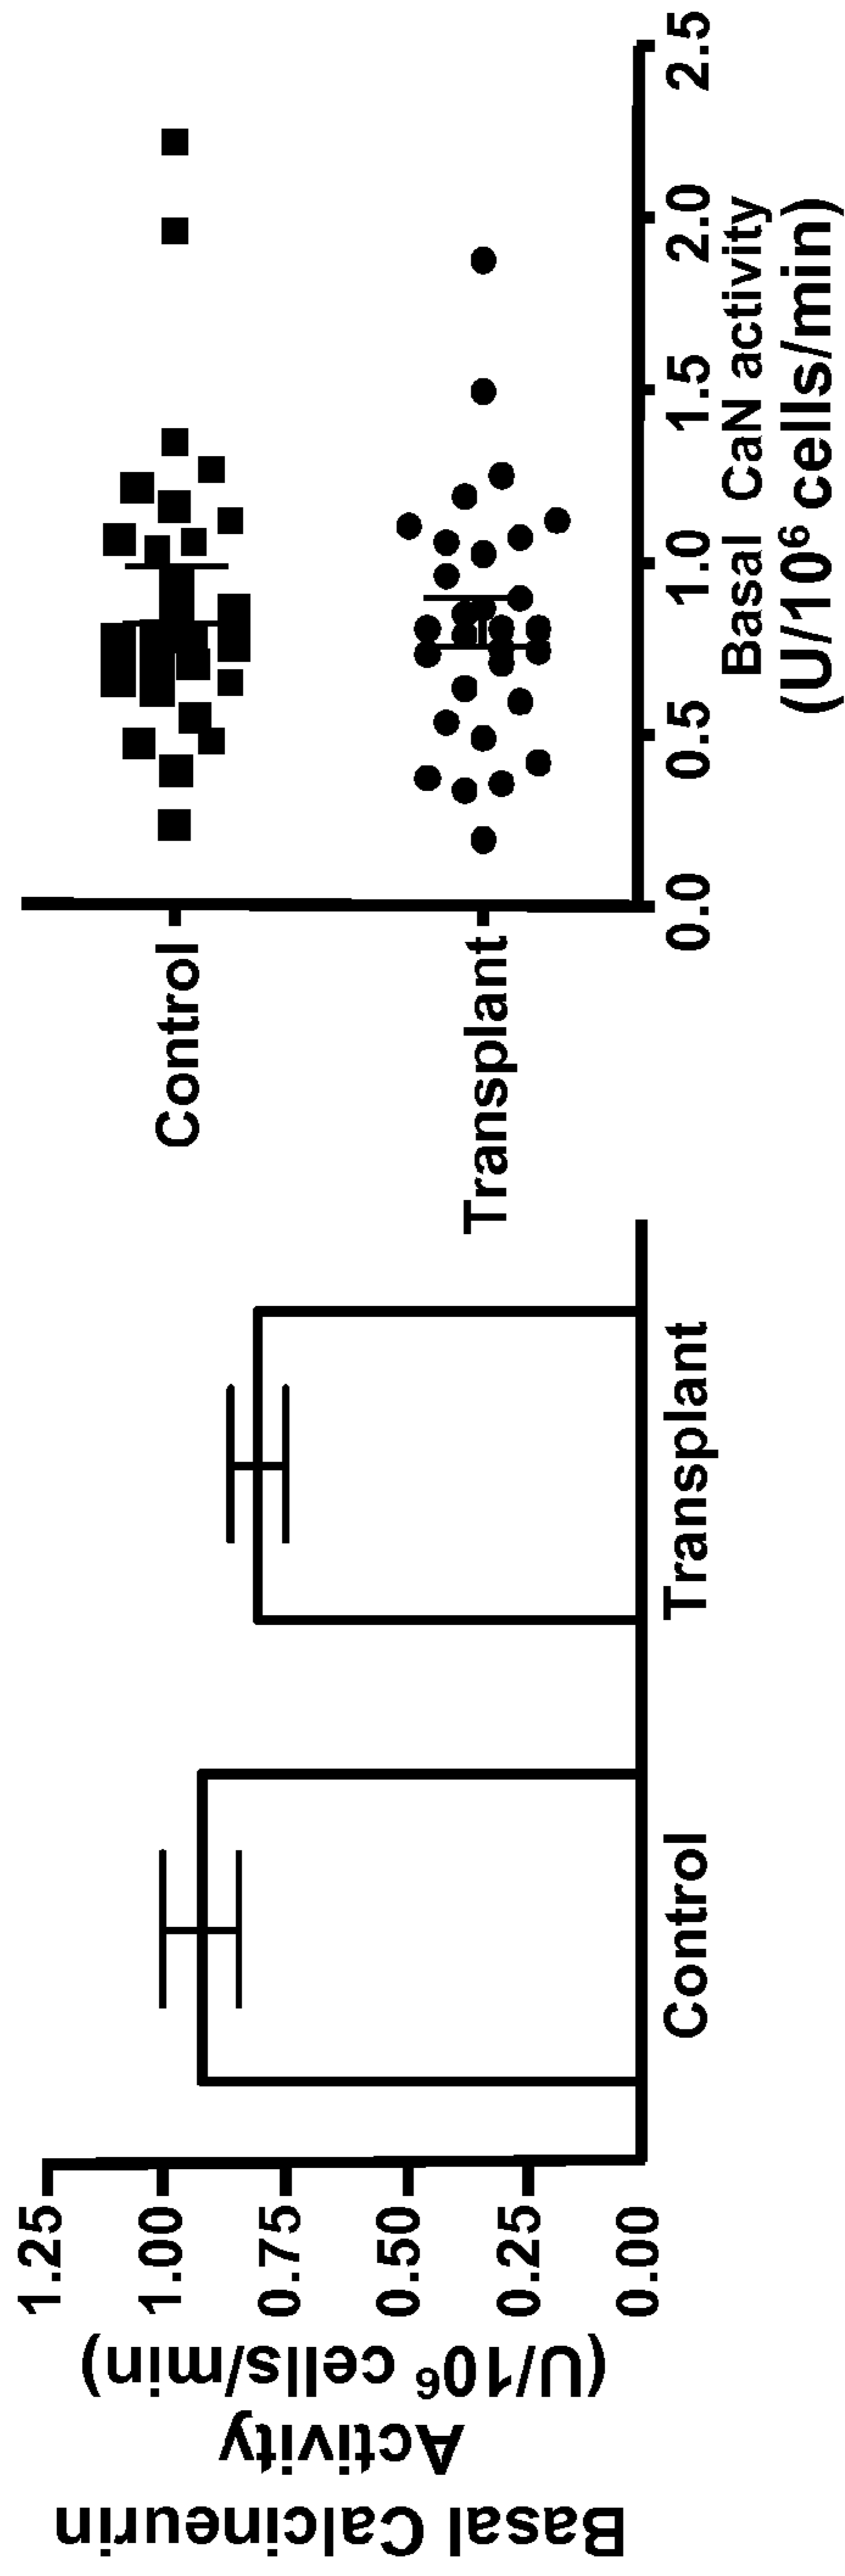 Basal Calcineurin
Activity
(U/10⁶ cells/min)
1.25
1.00
0.75
0.50
0.25
0.00
Control
Transplant
Control
Transplant
0.0
0.5
1.0
1.5
2.0
2.5
Basal CaN activity
(U/10⁶ cells/min)